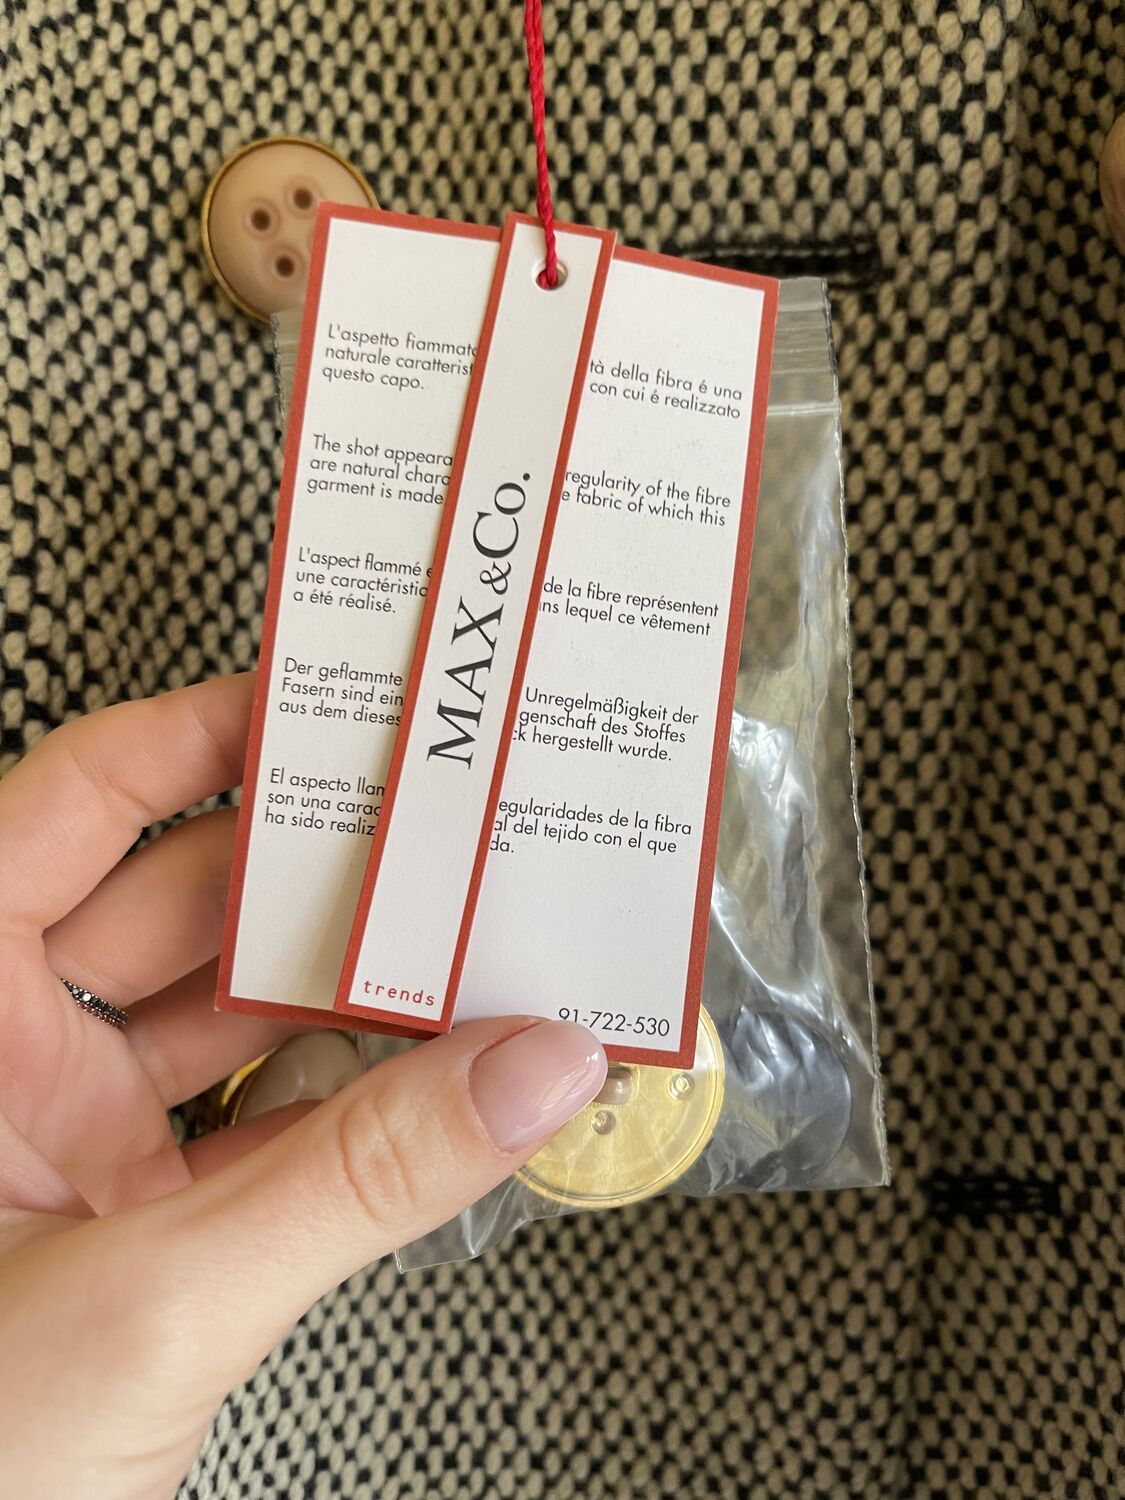 L'aspetto fiammato
naturale caratterist
questo capo.
tà della fibra é una
con cui é realizzato
The shot appeara
are natural chara
garment is made
regularity of the fibre
e fabric of which this
L'aspect flammé e
une caractéristic
a été réalisé.
de la fibre représentent
ns lequel ce vêtement
Der geflammte
Fasern sind ein
aus dem dieses
Unregelmäßigkeit der
genschaft des Stoffes
ck hergestellt wurde.
El aspecto llam
son una carac
ha sido realiz
egularidades de la fibra
al del tejido con el que
da.
MAX&Co.
trends
91-722-530